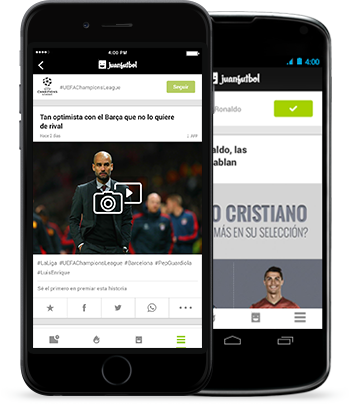 4:00 PM
juanfutbol
#UEFAChampionsLeague
Seguir
Tan optimista con el Barça que no lo quiere
de rival
Hace 2 días
#LaLiga #UEFAChampionsLeague #Barcelona #PepGuardiola
#LuisEnrique
Sé el primero en premiar esta historia
4:00
juanfutbol
Ronaldo
aldo, las
ablan
O CRISTIANO
MÁS EN SU SELECCIÓN?